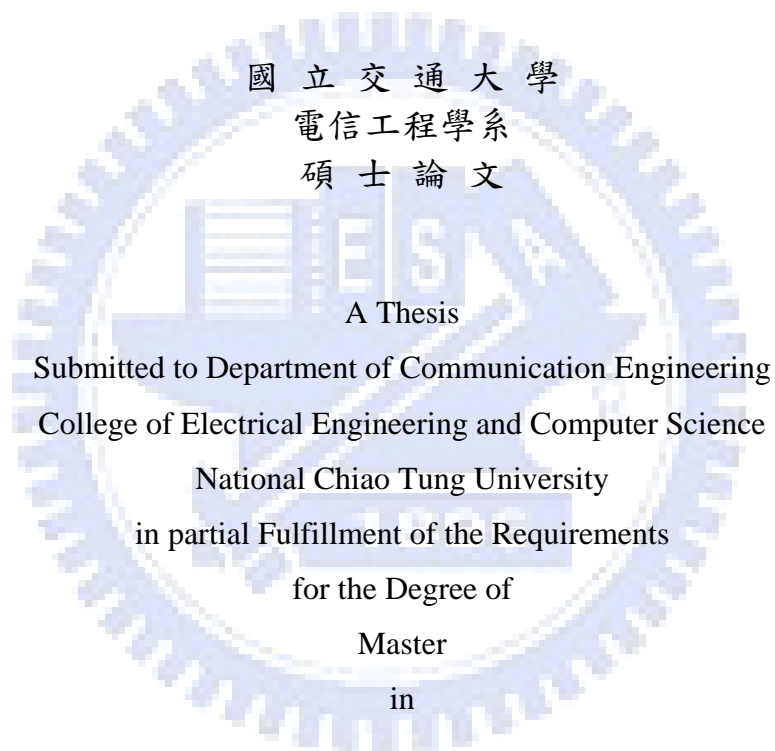 國 立 交 通 大 學
電信工程學系
碩 士 論 文
E S A
A Thesis
Submitted to Department of Communication Engineering
College of Electrical Engineering and Computer Science
National Chiao Tung University
1896
in partial Fulfillment of the Requirements
for the Degree of
Master
in